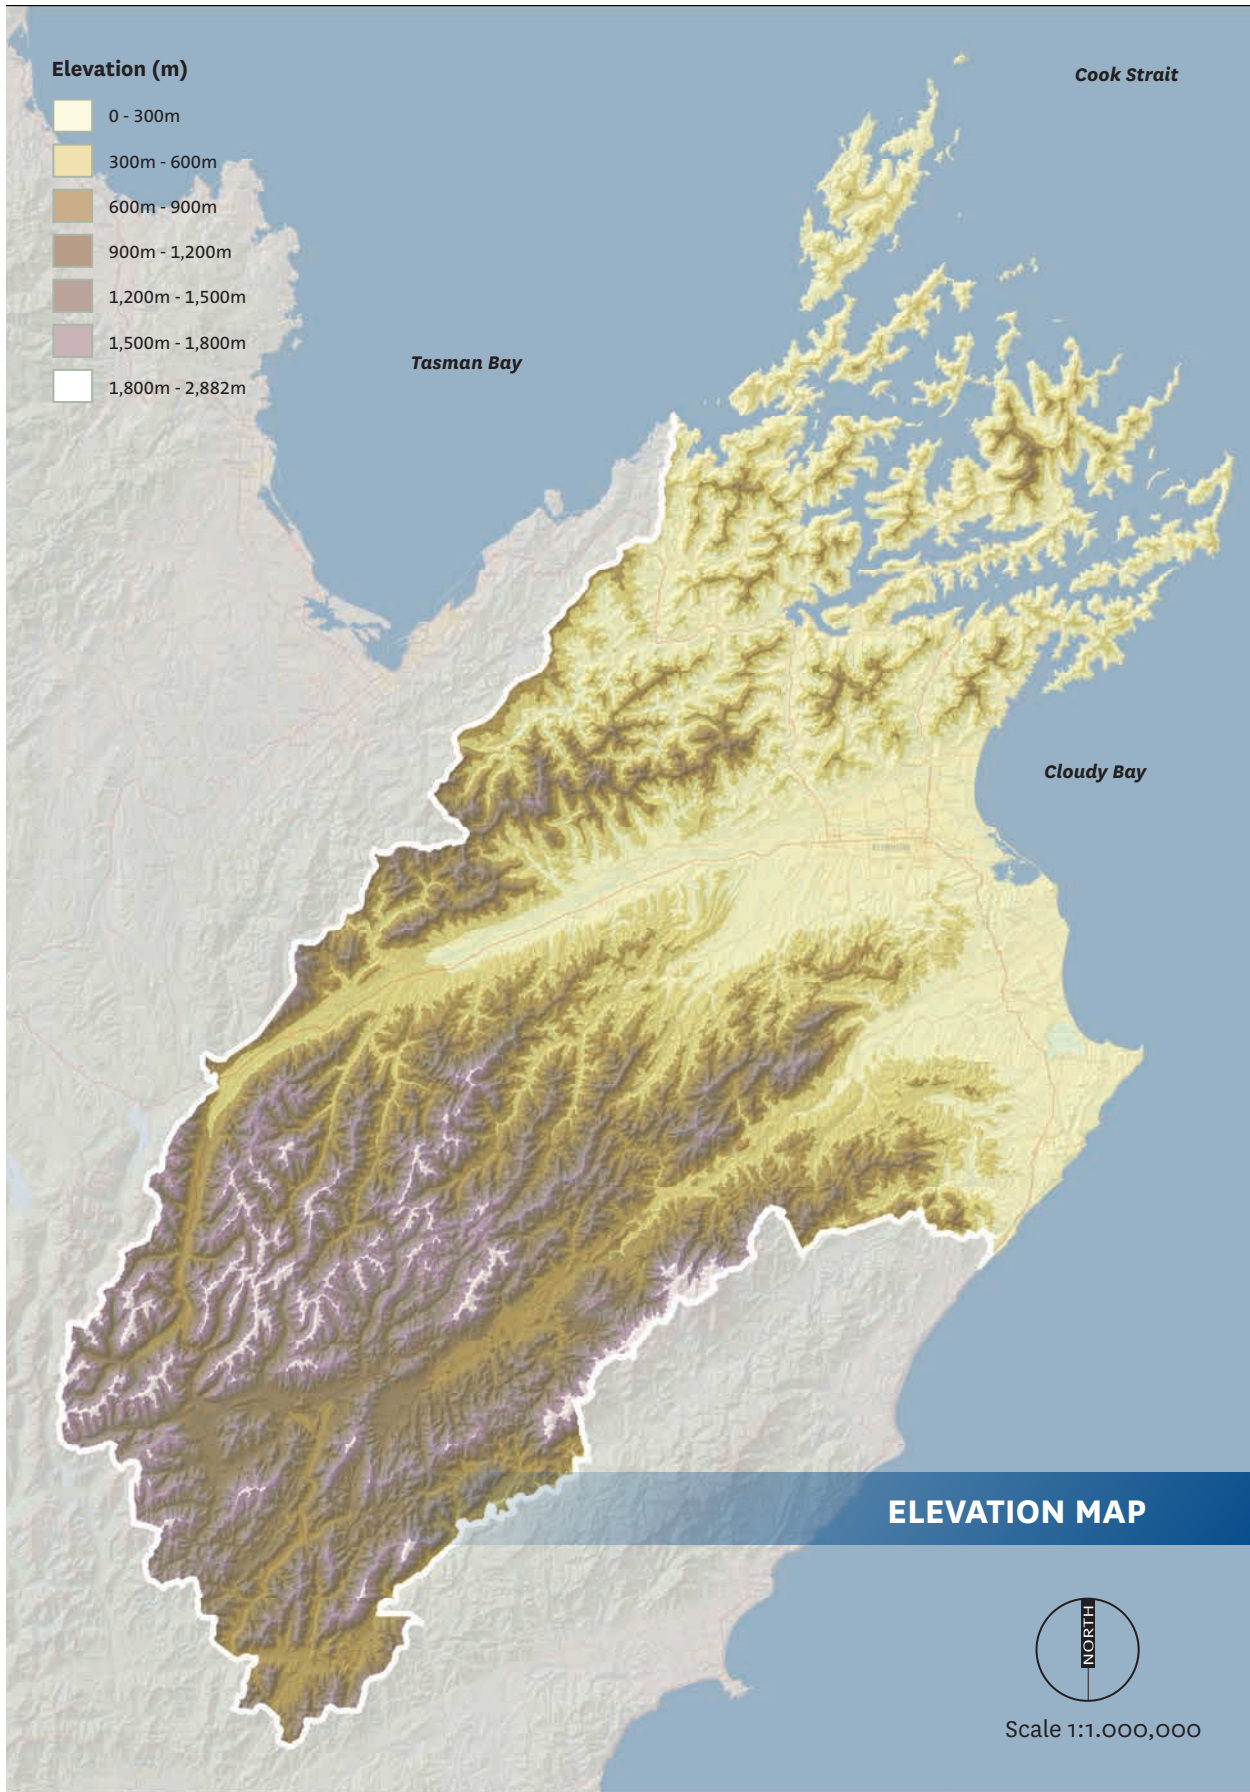 Elevation (m)
0 - 300m
300m - 600m
600m - 900m
900m - 1,200m
1,200m - 1,500m
1,500m - 1,800m
1,800m - 2,882m
Cook Strait
Tasman Bay
Cloudy Bay
ELEVATION MAP
NORTH
Scale 1:1.000,000